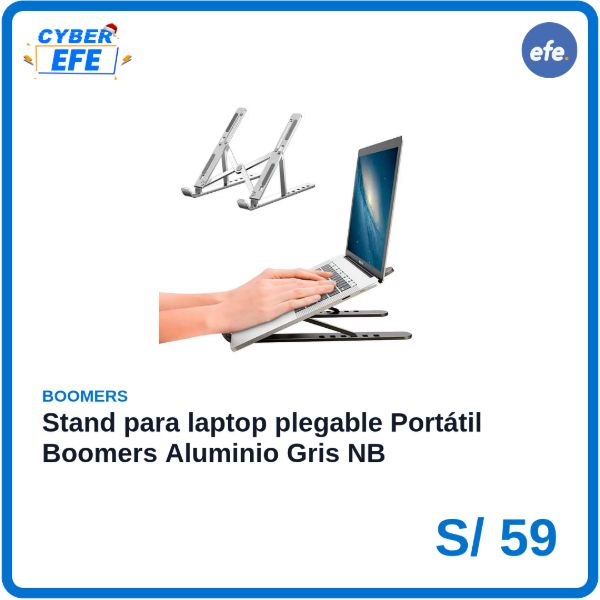 CYBER
EFE
efe.
BOOMERS
Stand para laptop plegable Portátil
Boomers Aluminio Gris NB
S/ 59